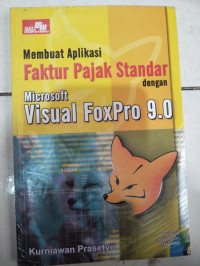 Membuat Aplikasi
Faktur Pajak Standar
dengan
Microsoft
Visual FoxPro 9.0
Kurniawan Prasetyo